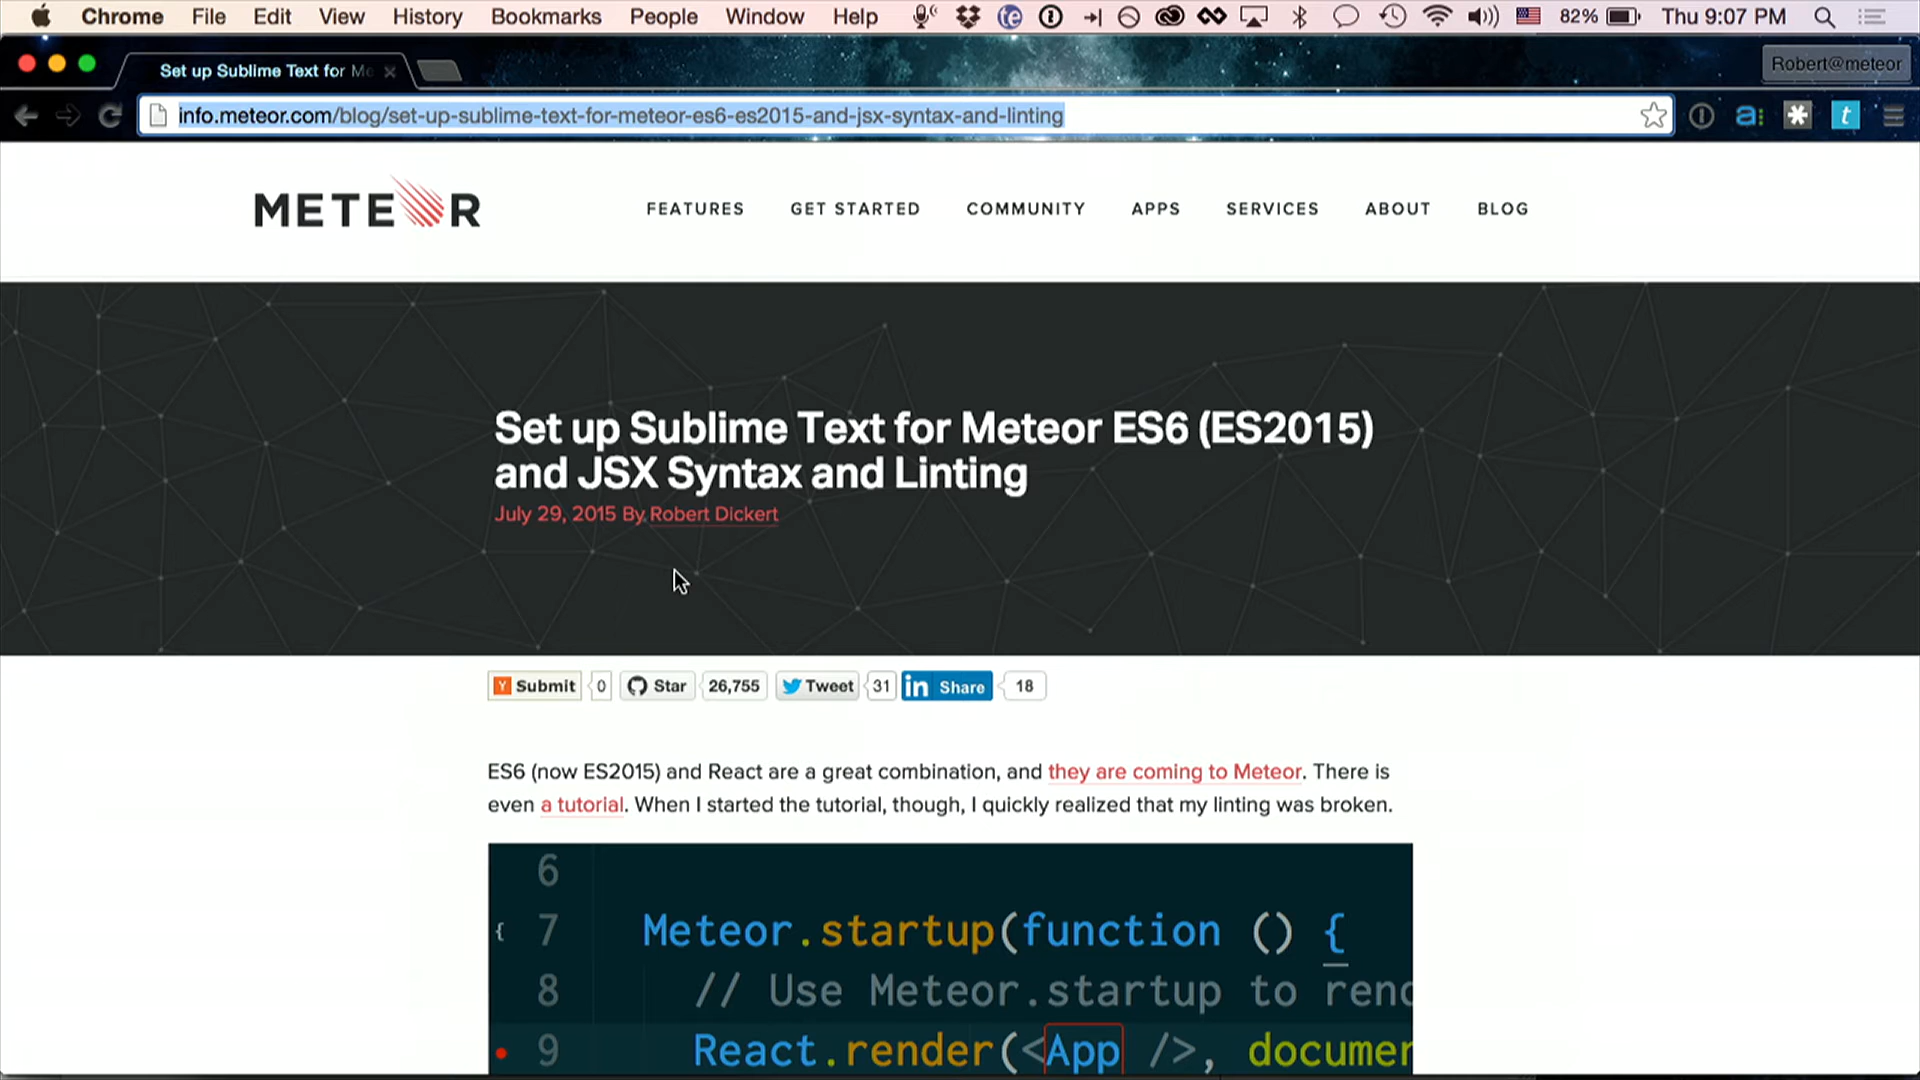 Chrome File Edit View History Bookmarks People Window Help 82% Thu 9:07 PM
Set up Sublime Text for Me
Robert@meteor
info.meteor.com/blog/set-up-sublime-text-for-meteor-es6-es2015-and-jsx-syntax-and-linting
METEOR FEATURES GET STARTED COMMUNITY APPS SERVICES ABOUT BLOG
Set up Sublime Text for Meteor ES6 (ES2015)
and JSX Syntax and Linting
July 29, 2015 By Robert Dickert
Submit 0 Star 26,755 Tweet 31 in Share 18
ES6 (now ES2015) and React are a great combination, and they are coming to Meteor. There is
even a tutorial. When I started the tutorial, though, I quickly realized that my linting was broken.
6
{ 7 Meteor.startup(function () {
8 // Use Meteor.startup to rend
9 React.render(<App />, documen